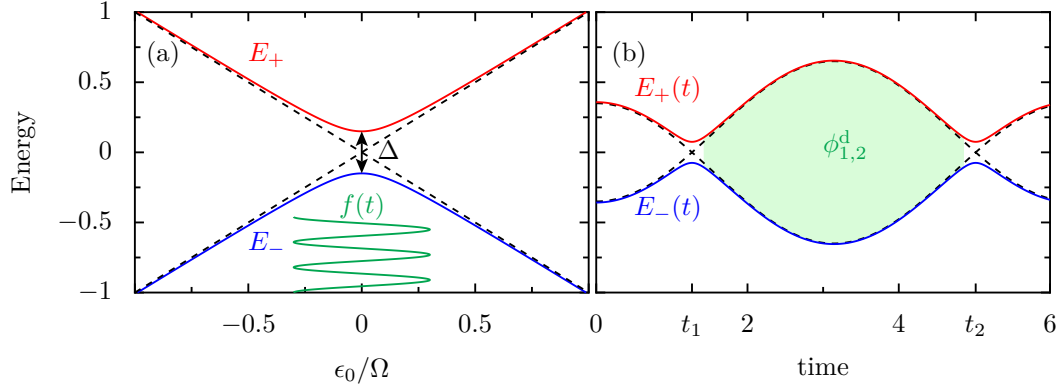 (a)
(b)
E₊
E₊(t)
Δ
ϕᵈ₁,₂
E₋
E₋(t)
f(t)
Energy
1
0.5
0
−0.5
−1
−0.5
0
0.5
0
t₁
2
4
t₂
6
ϵ₀/Ω
time